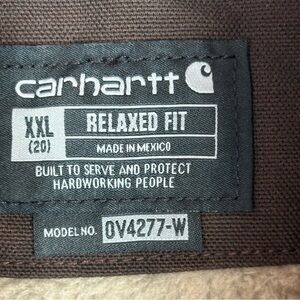 carhartt
XXL
(20)
RELAXED FIT
MADE IN MEXICO
BUILT TO SERVE AND PROTECT
HARDWORKING PEOPLE
MODEL NO. OV4277-W